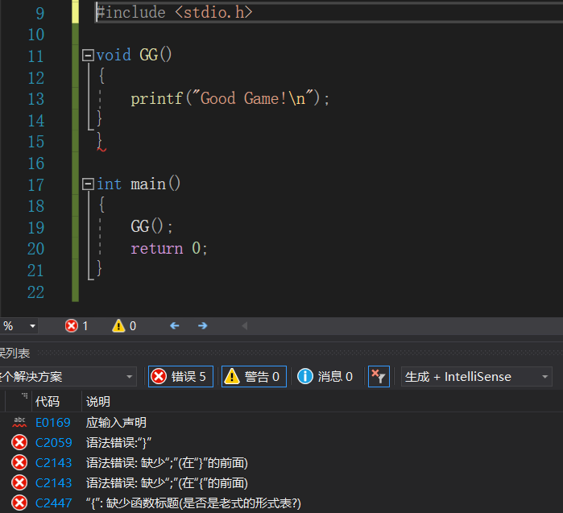 9 #include <stdio.h>
10
11 void GG()
12 {
13 printf("Good Game!\n");
14 }
15 }
16
17 int main()
18 {
19 GG();
20 return 0;
21 }
22
% 1 0
列表
个解决方案 错误 5 警告 0 消息 0 生成 + IntelliSense
代码 说明
abc E0169 应输入声明
C2059 语法错误:“}”
C2143 语法错误: 缺少“;”(在“}”的前面)
C2143 语法错误: 缺少“;”(在“{”的前面)
C2447 “{”: 缺少函数标题(是否是老式的形式表?)